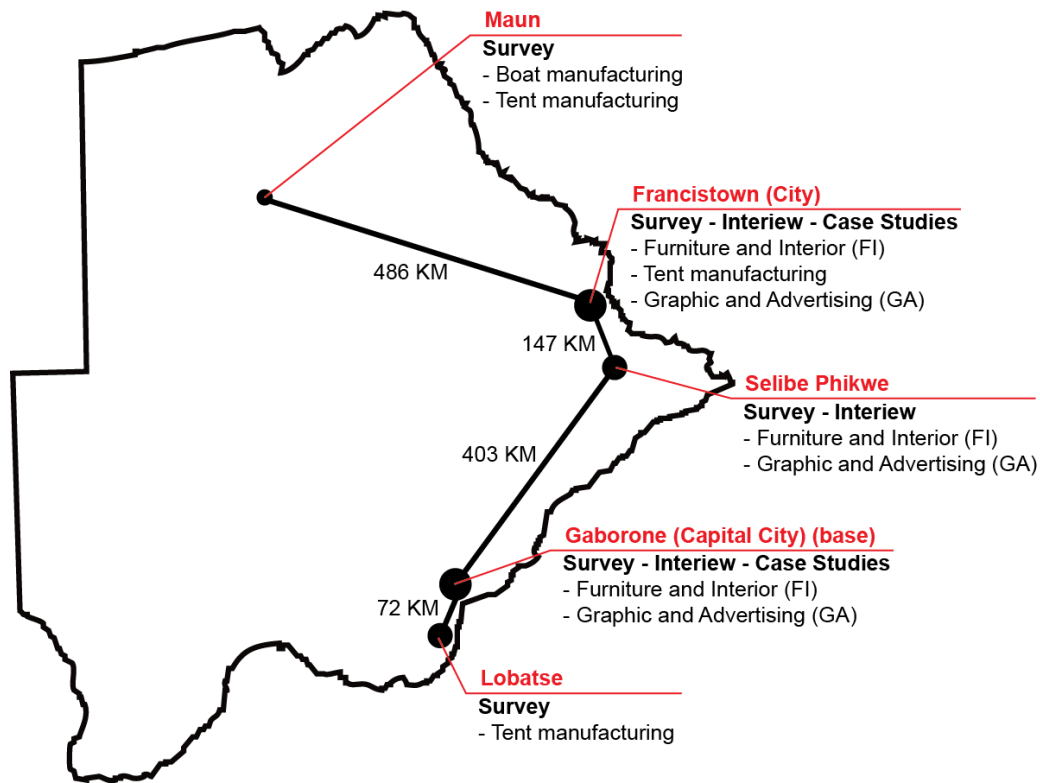 Maun
Survey
- Boat manufacturing
- Tent manufacturing
Francistown (City)
Survey - Interiew - Case Studies
- Furniture and Interior (FI)
- Tent manufacturing
- Graphic and Advertising (GA)
486 KM
147 KM
Selibe Phikwe
Survey - Interiew
- Furniture and Interior (FI)
- Graphic and Advertising (GA)
403 KM
Gaborone (Capital City) (base)
Survey - Interiew - Case Studies
- Furniture and Interior (FI)
- Graphic and Advertising (GA)
72 KM
Lobatse
Survey
- Tent manufacturing